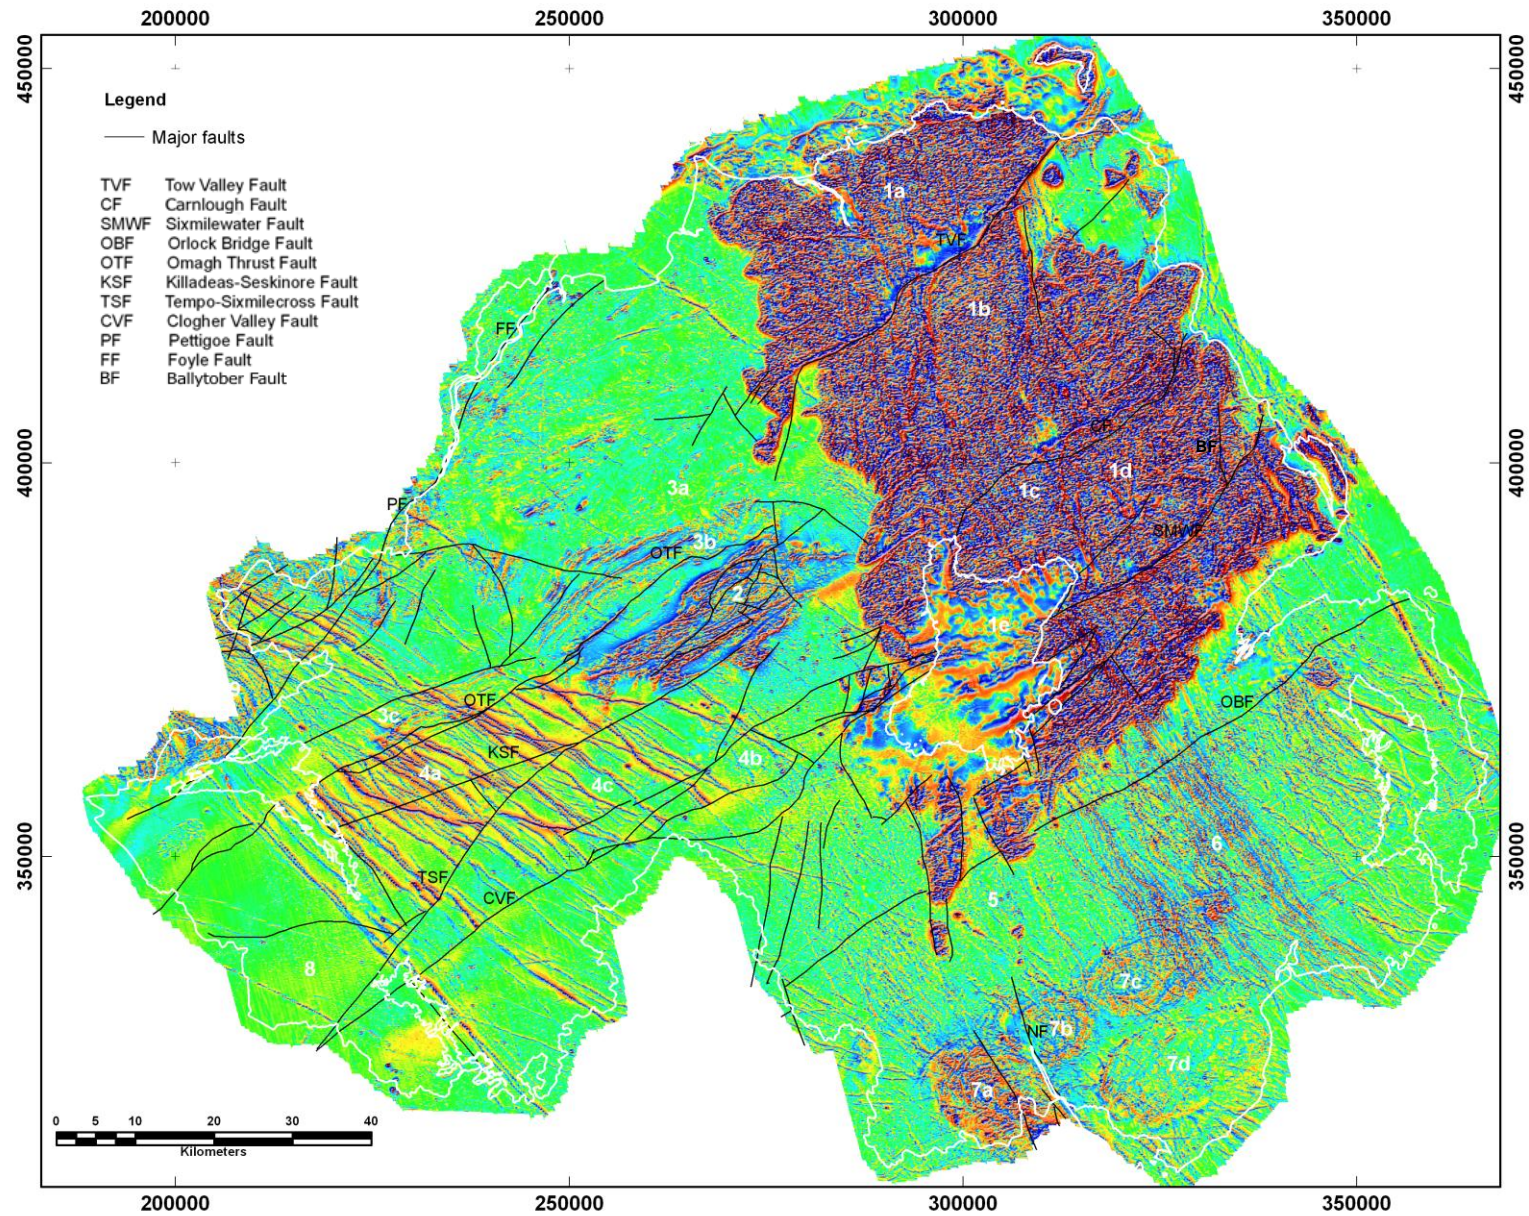 200000 250000 300000 350000
450000 450000
Legend
Major faults
TVF Tow Valley Fault
CF Carnlough Fault
SMWF Sixmilewater Fault
OBF Orlock Bridge Fault
OTF Omagh Thrust Fault
KSF Killadeas-Seskinore Fault
TSF Tempo-Sixmilecross Fault
CVF Clogher Valley Fault
PF Pettigoe Fault
FF Foyle Fault
BF Ballytober Fault
1a
TVF
1b
FF
CF
BF
400000 400000
1d
3a 1c
PF
SMWF
3b
OTF
2
1e
OTF OBF
3c
KSF
4b
4a
4c
6
350000 350000
TSF
CVF 5
8
7c
NF 7b
7d
7a
0 5 10 20 30 40
Kilometers
200000 250000 300000 350000